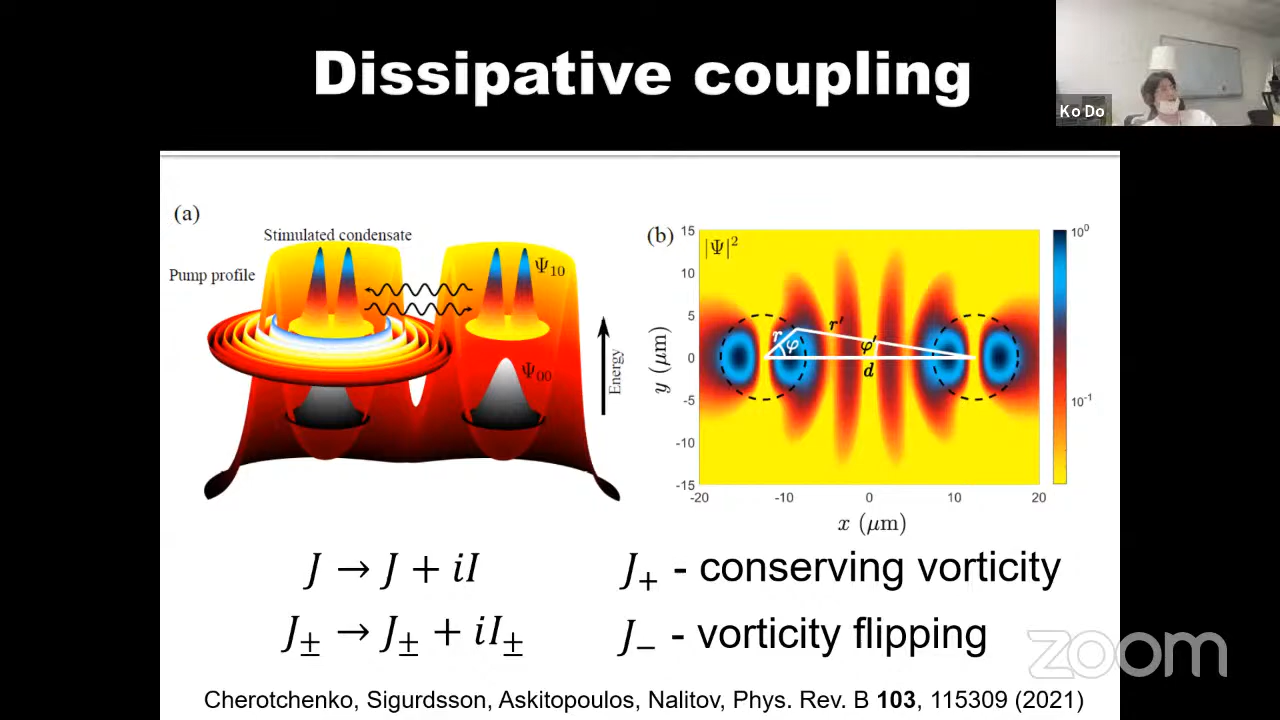 Dissipative coupling
Ko Do
(a)
Stimulated condensate
Pump profile
Ψ10
Ψ00
Energy
(b)
|Ψ|²
15
10
5
0
-5
-10
-15
y (μm)
r
φ
r′
φ′
d
-20
-10
0
10
20
x (μm)
10⁰
10⁻¹
J → J + iI
J₊ - conserving vorticity
J± → J± + iI±
J₋ - vorticity flipping
zoom
Cherotchenko, Sigurdsson, Askitopoulos, Nalitov, Phys. Rev. B 103, 115309 (2021)